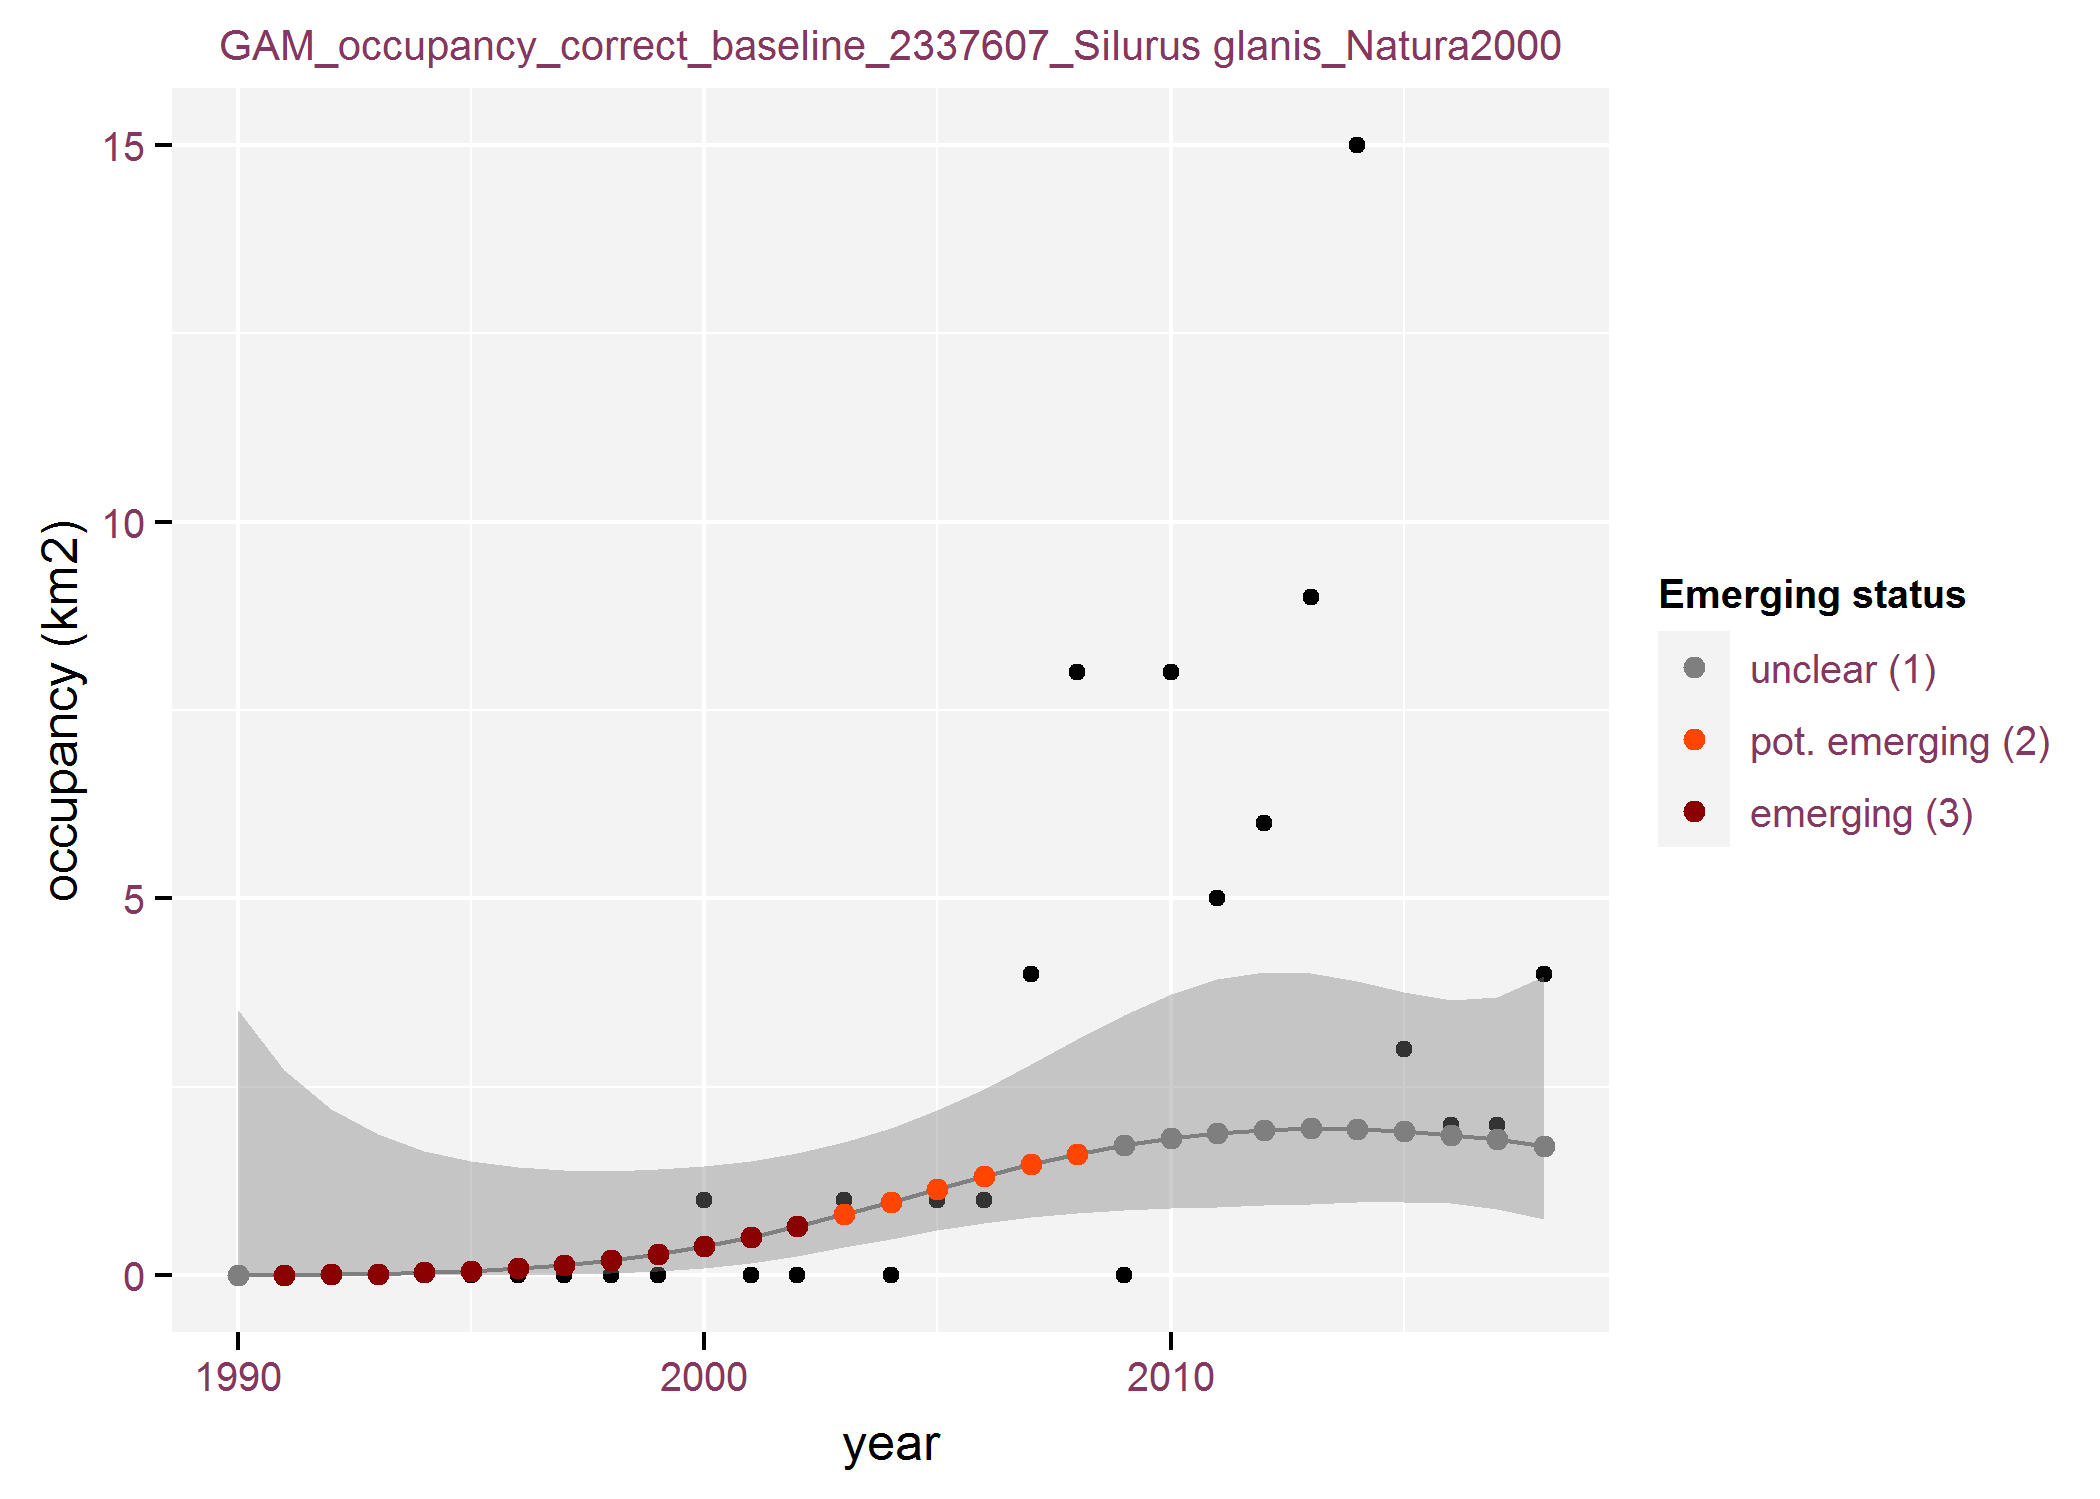 GAM_occupancy_correct_baseline_2337607_Silurus glanis_Natura2000
15
10
5
0
occupancy (km2)
1990
2000
2010
year
Emerging status
unclear (1)
pot. emerging (2)
emerging (3)